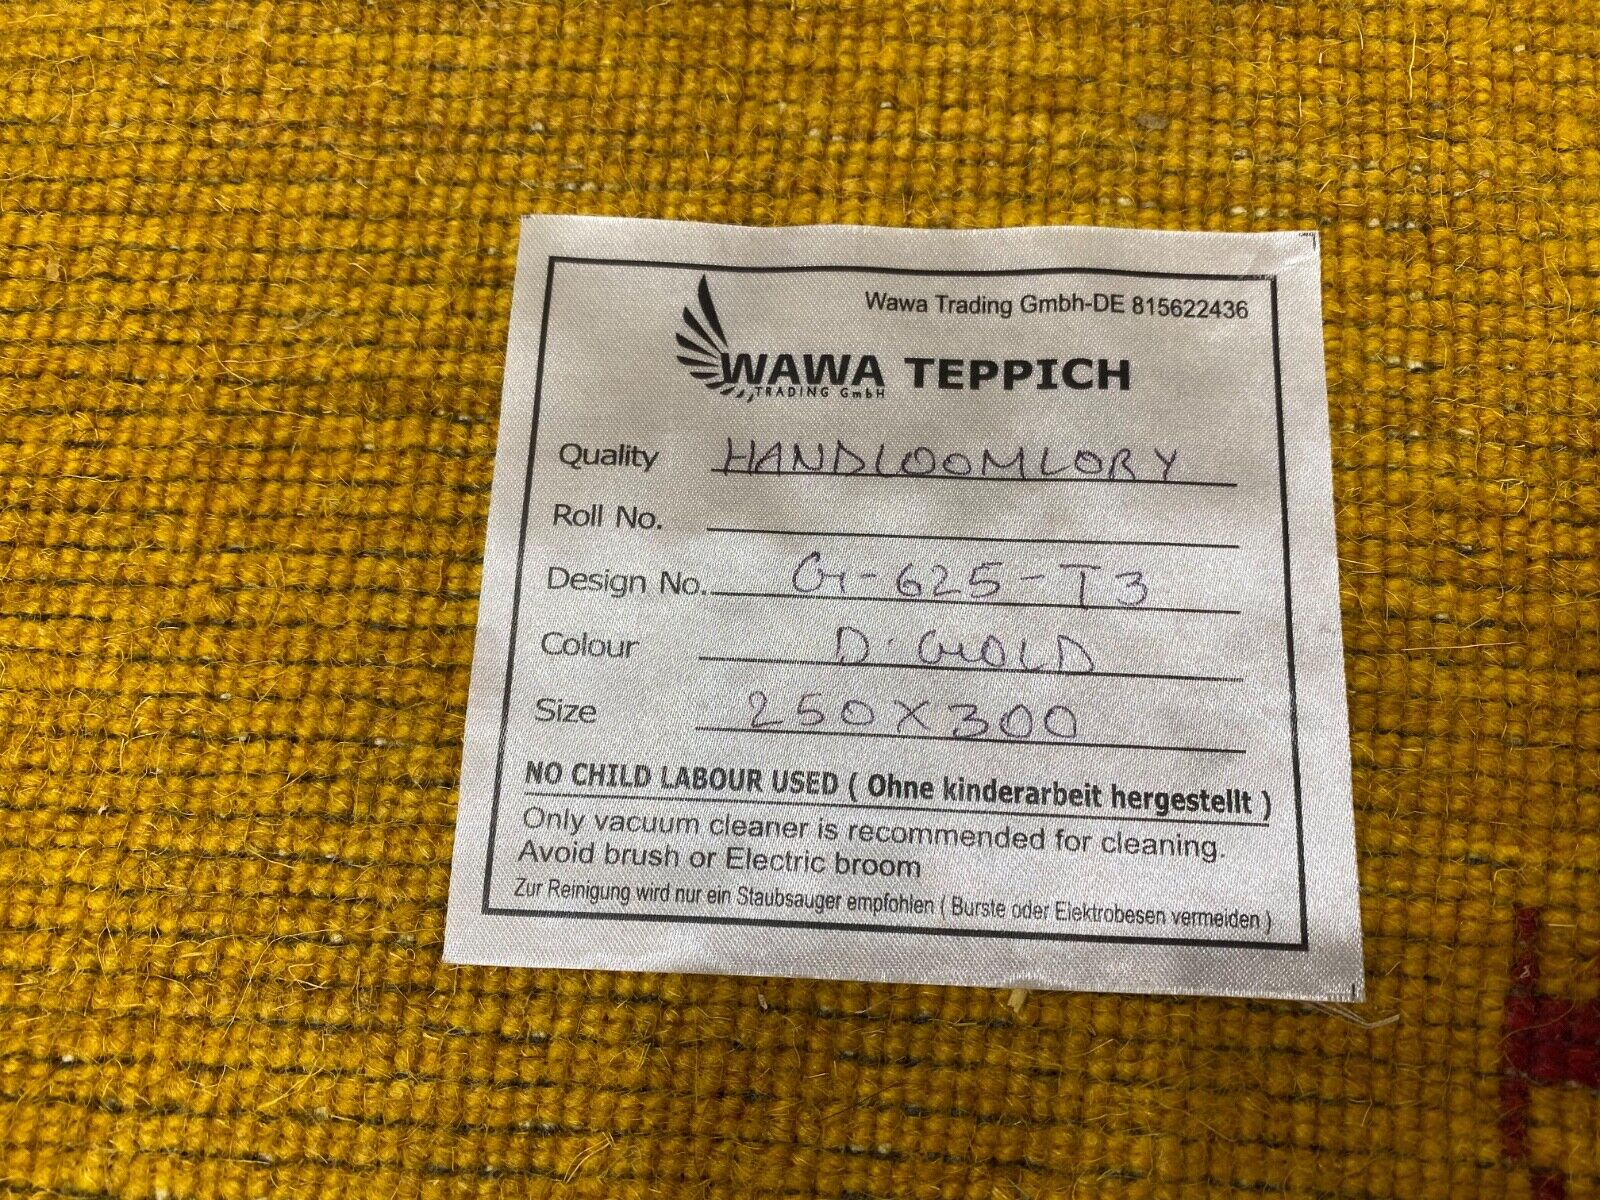 Wawa Trading Gmbh-DE 815622436
WAWA TEPPICH
TRADING GmbH
Quality HANDLOOMLORY
Roll No.
Design No. G-625-T3
Colour D.GOLD
Size 250X300
NO CHILD LABOUR USED ( Ohne kinderarbeit hergestellt )
Only vacuum cleaner is recommended for cleaning.
Avoid brush or Electric broom
Zur Reinigung wird nur ein Staubsauger empfohlen ( Burste oder Elektrobesen vermeiden )